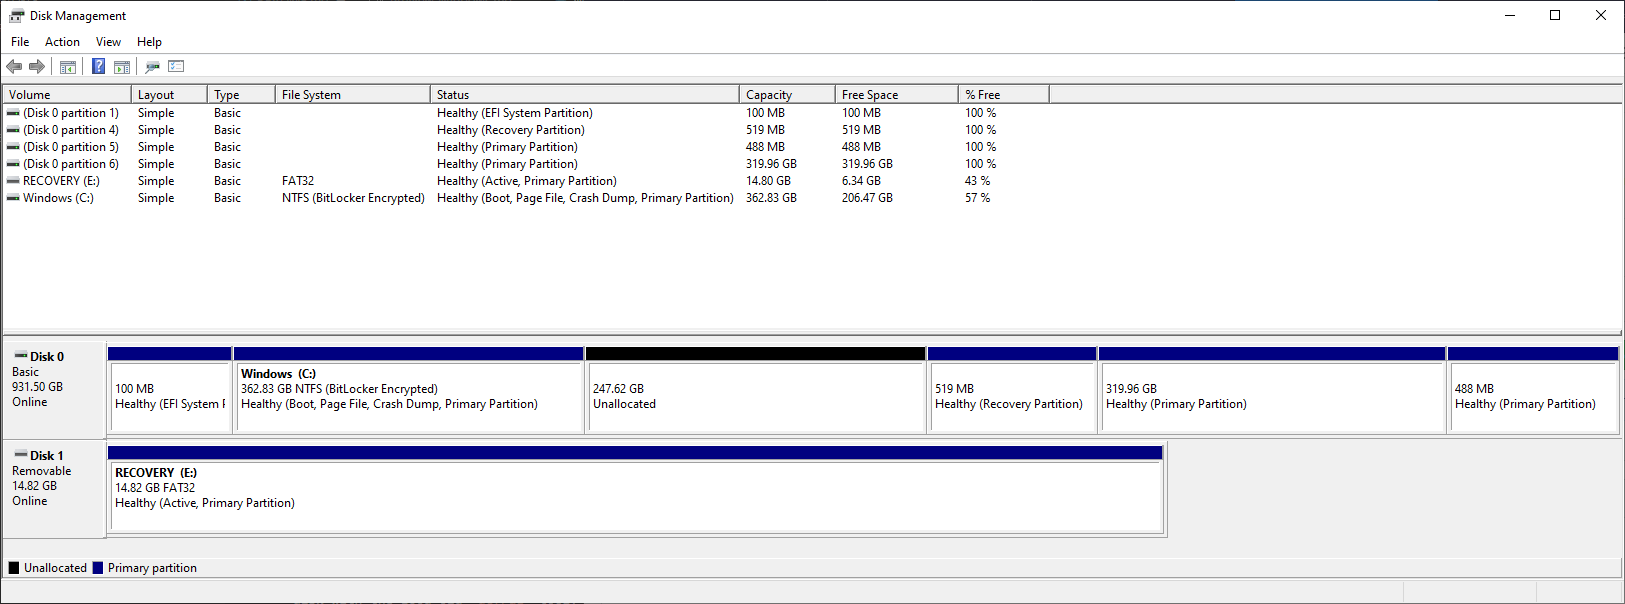 Disk Management
File Action View Help
Volume Layout Type File System Status Capacity Free Space % Free
(Disk 0 partition 1) Simple Basic Healthy (EFI System Partition) 100 MB 100 MB 100 %
(Disk 0 partition 4) Simple Basic Healthy (Recovery Partition) 519 MB 519 MB 100 %
(Disk 0 partition 5) Simple Basic Healthy (Primary Partition) 488 MB 488 MB 100 %
(Disk 0 partition 6) Simple Basic Healthy (Primary Partition) 319.96 GB 319.96 GB 100 %
RECOVERY (E:) Simple Basic FAT32 Healthy (Active, Primary Partition) 14.80 GB 6.34 GB 43 %
Windows (C:) Simple Basic NTFS (BitLocker Encrypted) Healthy (Boot, Page File, Crash Dump, Primary Partition) 362.83 GB 206.47 GB 57 %
Disk 0
Basic
931.50 GB
Online
100 MB
Healthy (EFI System P
Windows (C:)
362.83 GB NTFS (BitLocker Encrypted)
Healthy (Boot, Page File, Crash Dump, Primary Partition)
247.62 GB
Unallocated
519 MB
Healthy (Recovery Partition)
319.96 GB
Healthy (Primary Partition)
488 MB
Healthy (Primary Partition)
Disk 1
Removable
14.82 GB
Online
RECOVERY (E:)
14.82 GB FAT32
Healthy (Active, Primary Partition)
Unallocated Primary partition